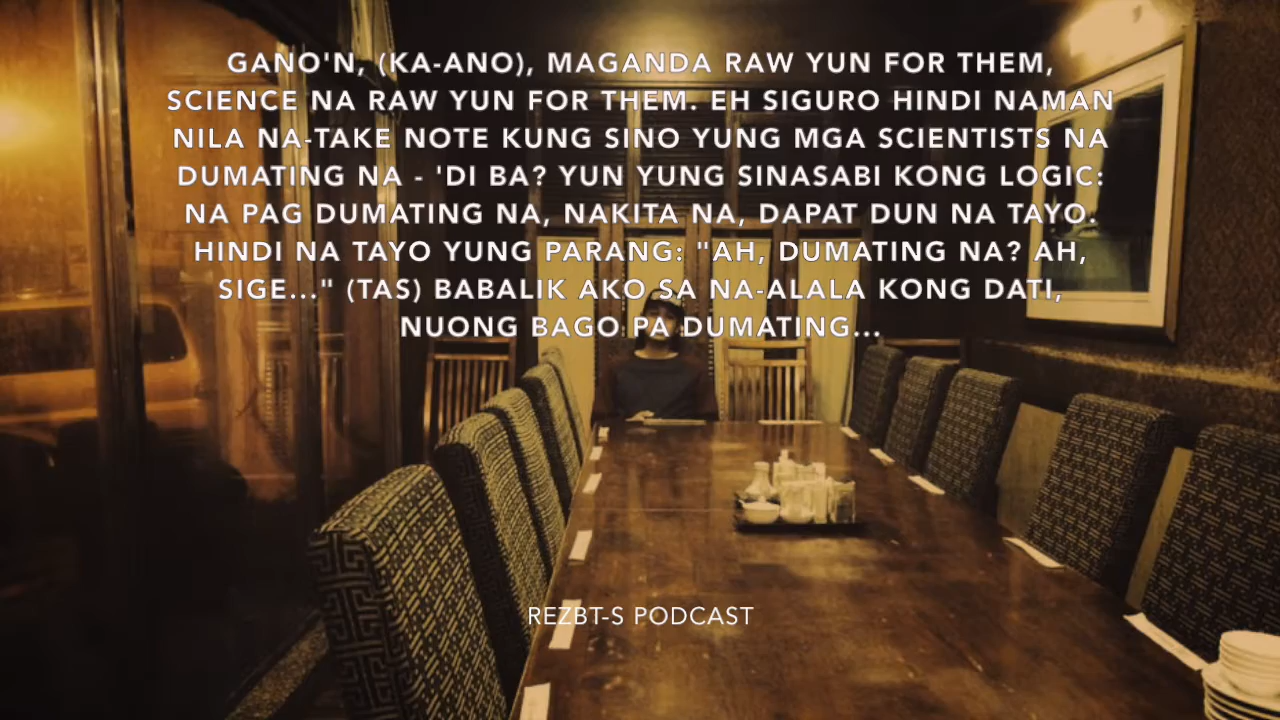 GANO'N, (KA-ANO), MAGANDA RAW YUN FOR THEM,
SCIENCE NA RAW YUN FOR THEM. EH SIGURO HINDI NAMAN
NILA NA-TAKE NOTE KUNG SINO YUNG MGA SCIENTISTS NA
DUMATING NA - 'DI BA? YUN YUNG SINASABI KONG LOGIC:
NA PAG DUMATING NA, NAKITA NA, DAPAT DUN NA TAYO.
HINDI NA TAYO YUNG PARANG: "AH, DUMATING NA? AH,
SIGE..." (TAS) BABALIK AKO SA NA-ALALA KONG DATI,
NUONG BAGO PA DUMATING...
REZBT-S PODCAST